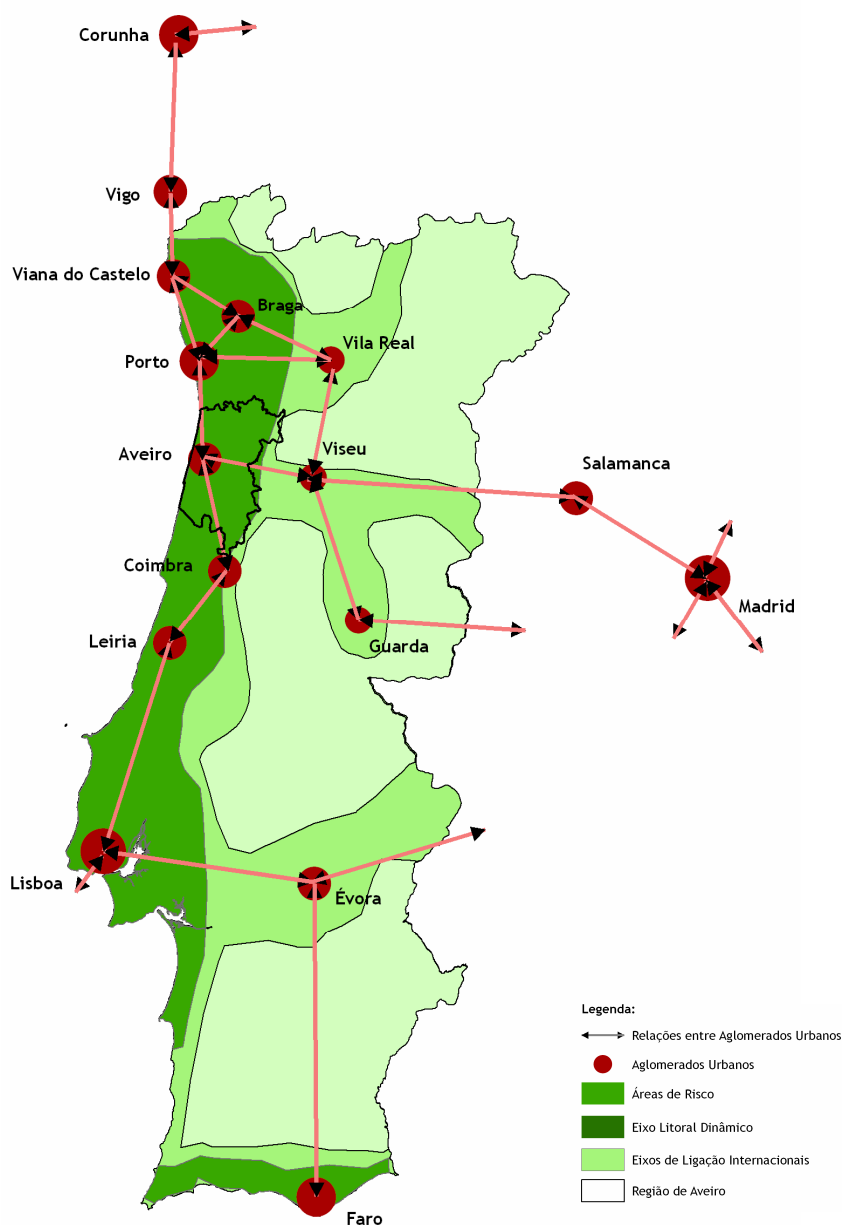 Corunha
Vigo
Viana do Castelo
Braga
Vila Real
Porto
Aveiro
Viseu
Salamanca
Coimbra
Madrid
Leiria
Guarda
Lisboa
Évora
Legenda:
Relações entre Aglomerados Urbanos
Aglomerados Urbanos
Áreas de Risco
Eixo Litoral Dinâmico
Eixos de Ligação Internacionais
Região de Aveiro
Faro